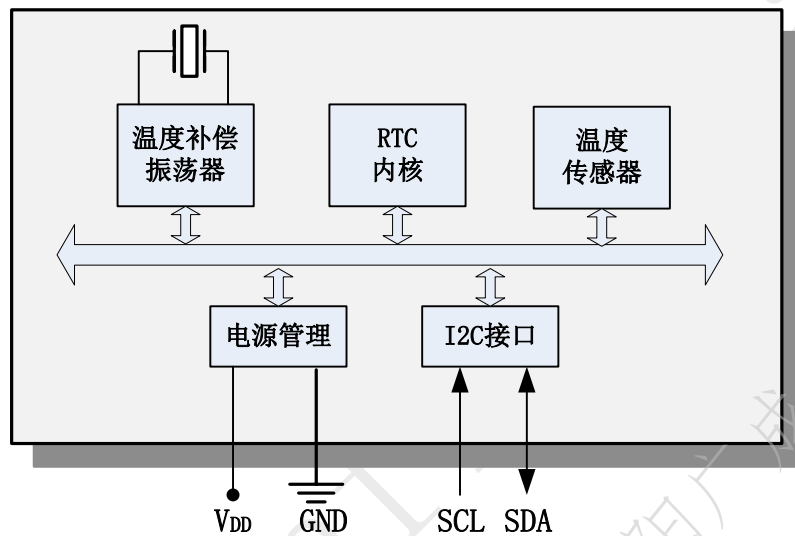 温度补偿
振荡器
RTC
内核
温度
传感器
电源管理
I2C接口
VDD
GND
SCL
SDA